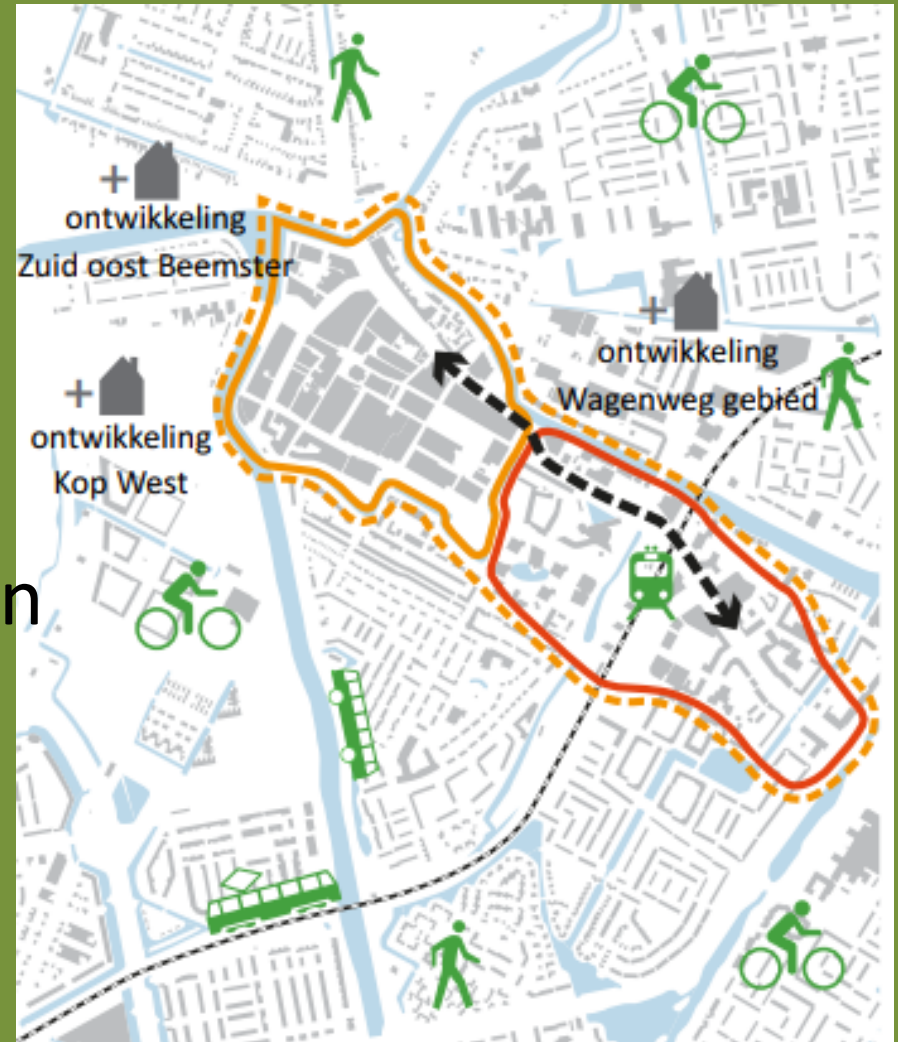 +
ontwikkeling
Zuid oost Beemster
+
ontwikkeling
Wagenweg gebied
+
ontwikkeling
Kop West
n